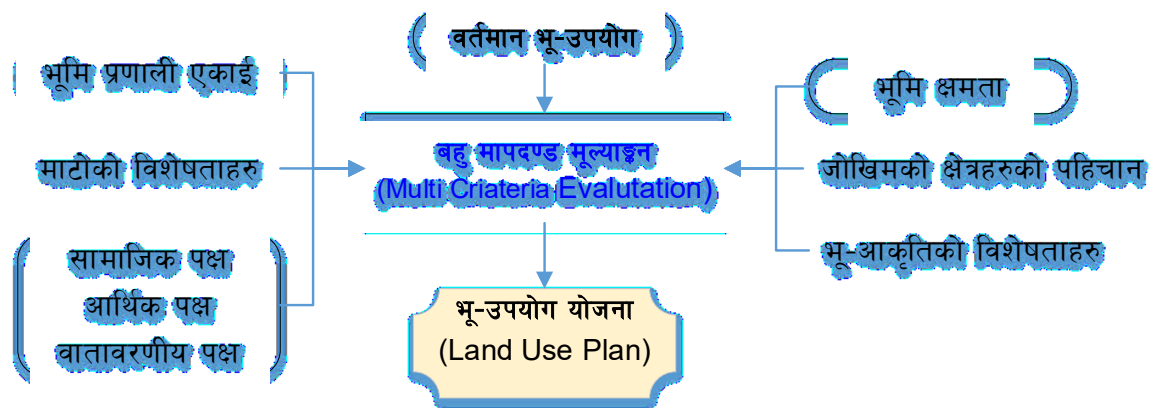 वर्तमान भू-उपयोग
भूमि प्रणाली एकाई
भूमि क्षमता
बहु मापदण्ड मूल्याङ्कन
(Multi Criateria Evalutation)
माटोको विशेषताहरु
जोखिमको क्षेत्रहरुको पहिचान
सामाजिक पक्ष
आर्थिक पक्ष
वातावरणीय पक्ष
भू-आकृतिको विशेषताहरु
भू-उपयोग योजना
(Land Use Plan)